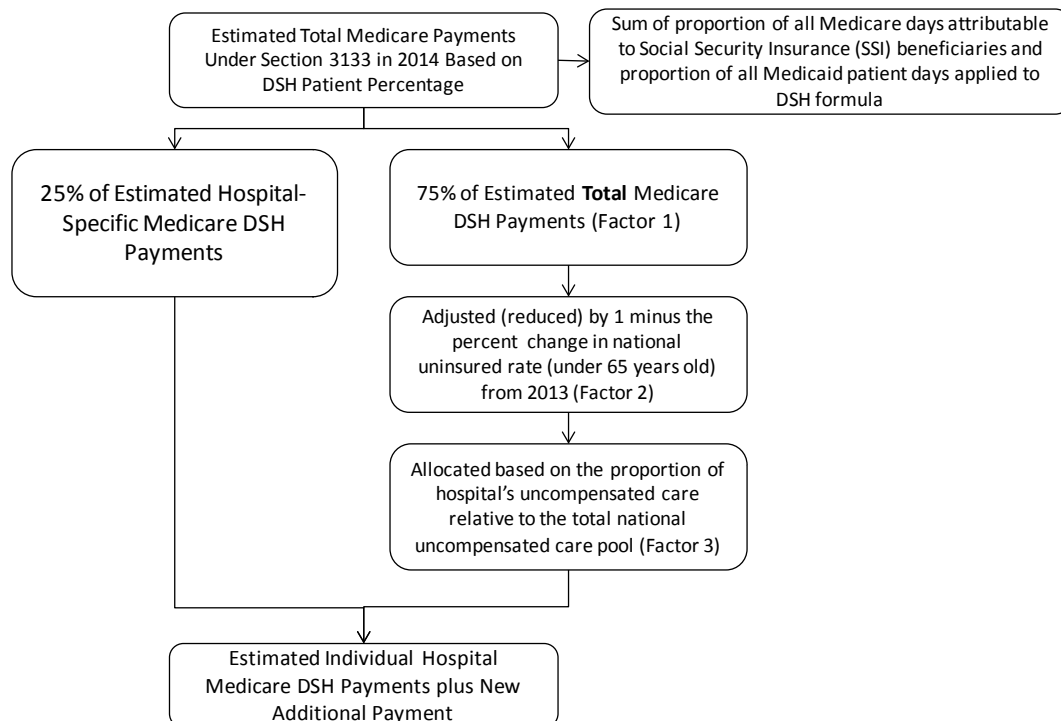 Estimated Total Medicare Payments
Under Section 3133 in 2014 Based on
DSH Patient Percentage
Sum of proportion of all Medicare days attributable
to Social Security Insurance (SSI) beneficiaries and
proportion of all Medicaid patient days applied to
DSH formula
25% of Estimated Hospital-
Specific Medicare DSH
Payments
75% of Estimated Total Medicare
DSH Payments (Factor 1)
Adjusted (reduced) by 1 minus the
percent change in national
uninsured rate (under 65 years old)
from 2013 (Factor 2)
Allocated based on the proportion of
hospital's uncompensated care
relative to the total national
uncompensated care pool (Factor 3)
Estimated Individual Hospital
Medicare DSH Payments plus New
Additional Payment